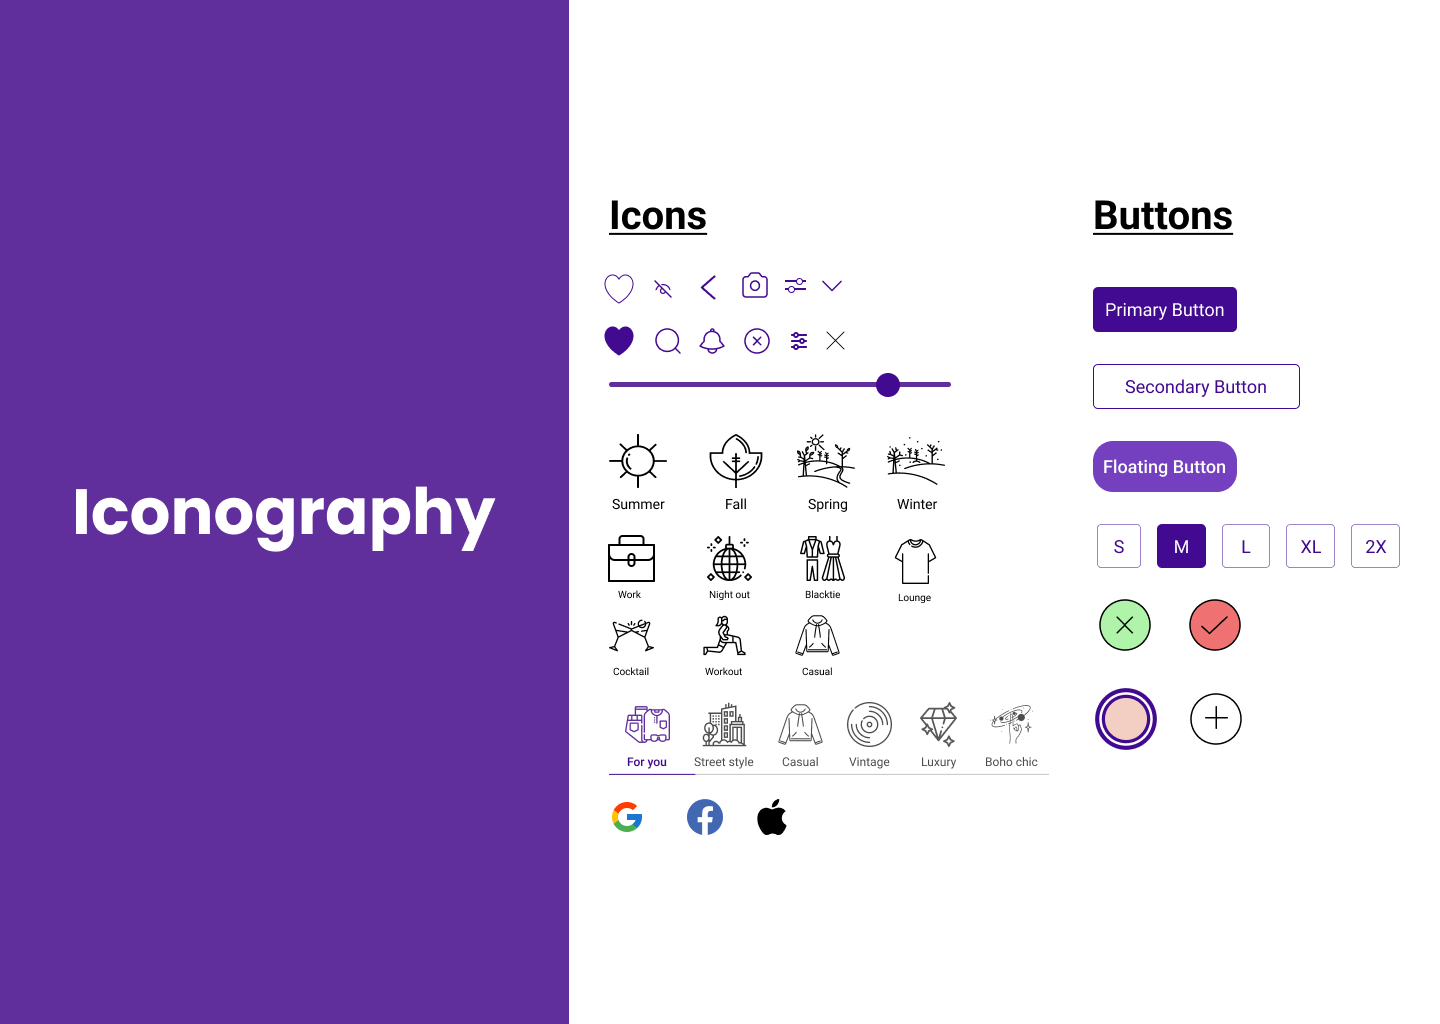 Iconography
Icons
Summer Fall Spring Winter
Work Night out Blacktie Lounge
Cocktail Workout Casual
For you Street style Casual Vintage Luxury Boho chic
Buttons
Primary Button
Secondary Button
Floating Button
S M L XL 2X